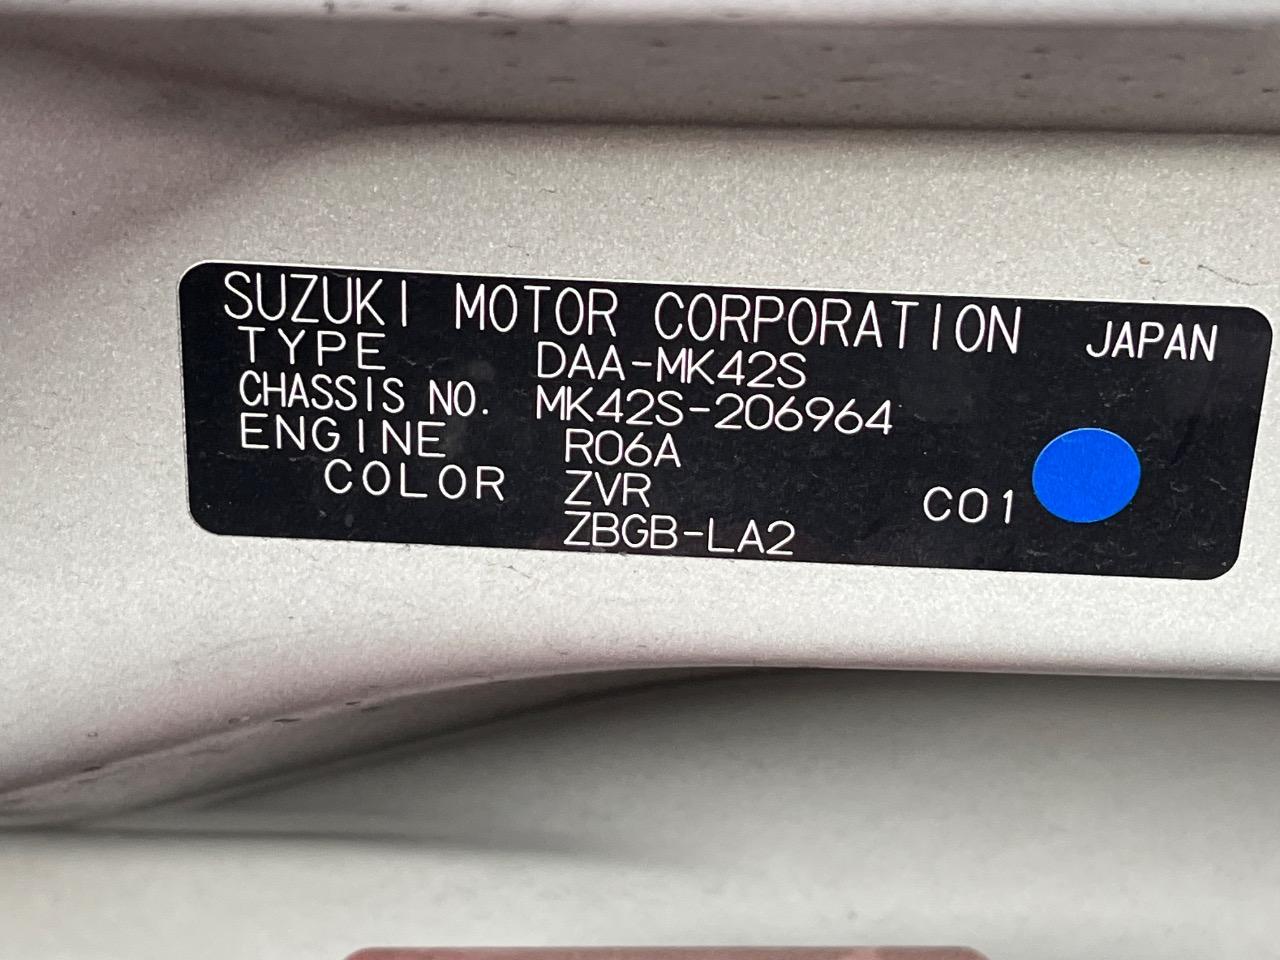 SUZUKI MOTOR CORPORATION JAPAN
TYPE DAA-MK42S
CHASSIS NO. MK42S-206964
ENGINE R06A
COLOR ZVR C01
ZBGB-LA2